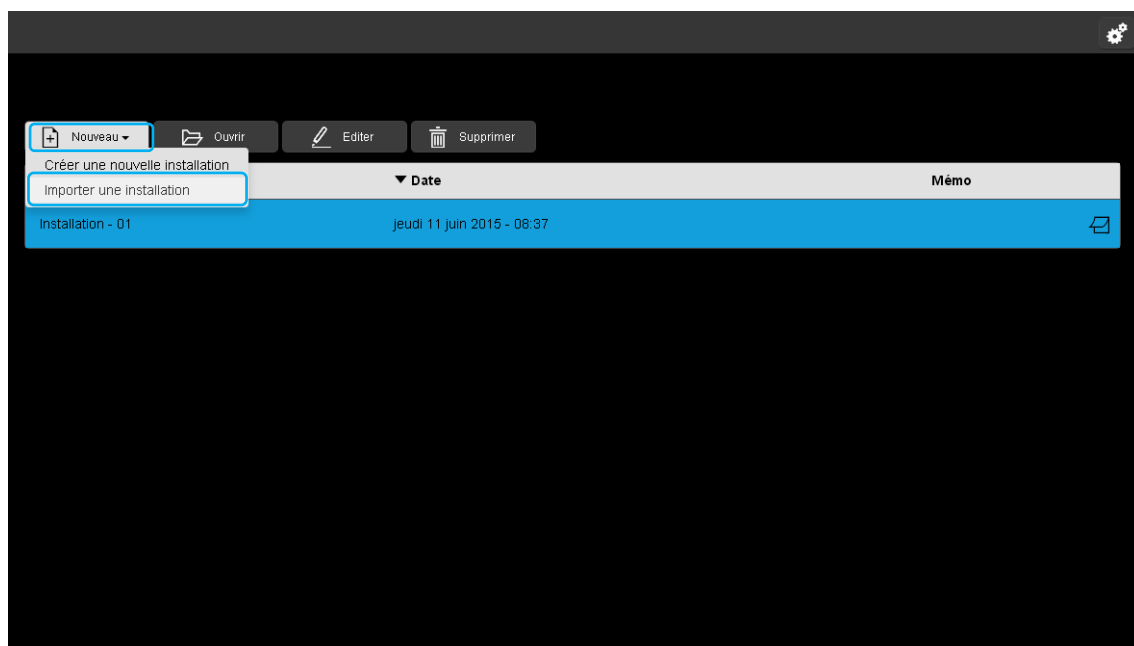 Nouveau
Ouvrir
Editer
Supprimer
Créer une nouvelle installation
Importer une installation
Date
Mémo
Installation - 01
jeudi 11 juin 2015 - 08:37